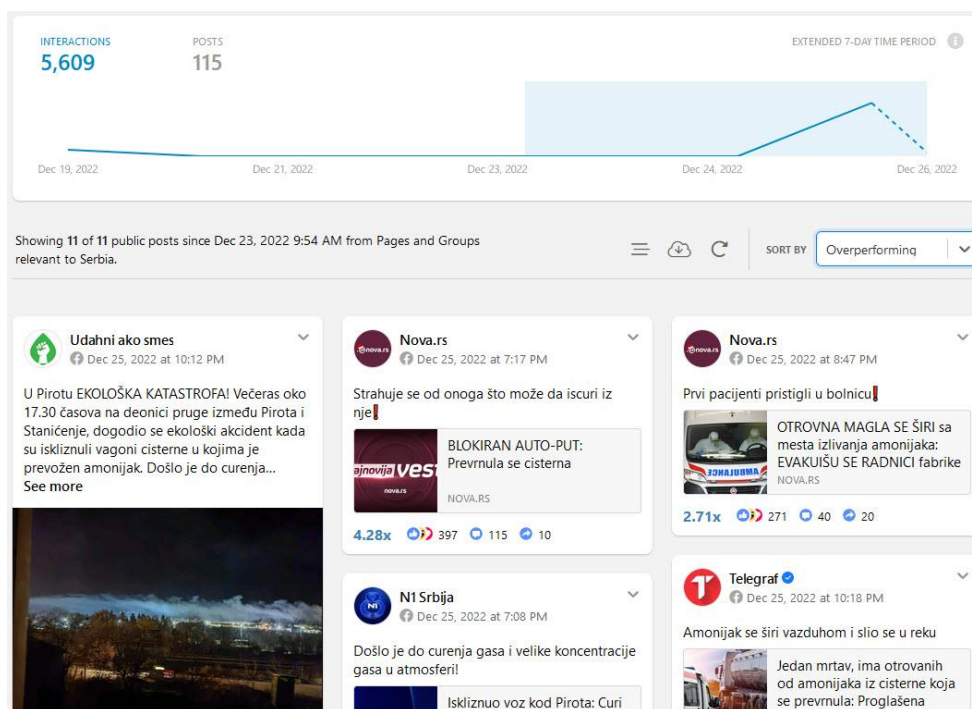 INTERACTIONS
5,609
POSTS
115
EXTENDED 7-DAY TIME PERIOD
Dec 19, 2022
Dec 21, 2022
Dec 23, 2022
Dec 24, 2022
Dec 26, 2022
Showing 11 of 11 public posts since Dec 23, 2022 9:54 AM from Pages and Groups
relevant to Serbia.
SORT BY
Overperforming
Udahni ako smes
Dec 25, 2022 at 10:12 PM
U Pirotu EKOLOŠKA KATASTROFA! Večeras oko
17.30 časova na deonici pruge između Pirota i
Staničenje, dogodio se ekološki akcident kada
su iskliznuli vagoni cisterne u kojima je
prevožen amonijak. Došlo je do curenja...
See more
Nova.rs
Dec 25, 2022 at 7:17 PM
Strahuje se od onoga što može da iscuri iz
nje❗
ajnovija VEST
nova.rs
BLOKIRAN AUTO-PUT:
Prevrnula se cisterna
NOVA.RS
4.28x 397 115 10
N1 Srbija
Dec 25, 2022 at 7:08 PM
Došlo je do curenja gasa i velike koncentracije
gasa u atmosferi!
Iskliznuo voz kod Pirota: Curi
Nova.rs
Dec 25, 2022 at 8:47 PM
Prvi pacijenti pristigli u bolnicu❗
AMBULANCE
OTROVNA MAGLA SE ŠIRI sa
mesta izlivanja amonijaka:
EVAKUIŠU SE RADNICI fabrike
NOVA.RS
2.71x 271 40 20
Telegraf
Dec 25, 2022 at 10:18 PM
Amonijak se širi vazduhom i slio se u reku
Jedan mrtav, ima otrovanih
od amonijaka iz cisterne koja
se prevrnula: Proglašena